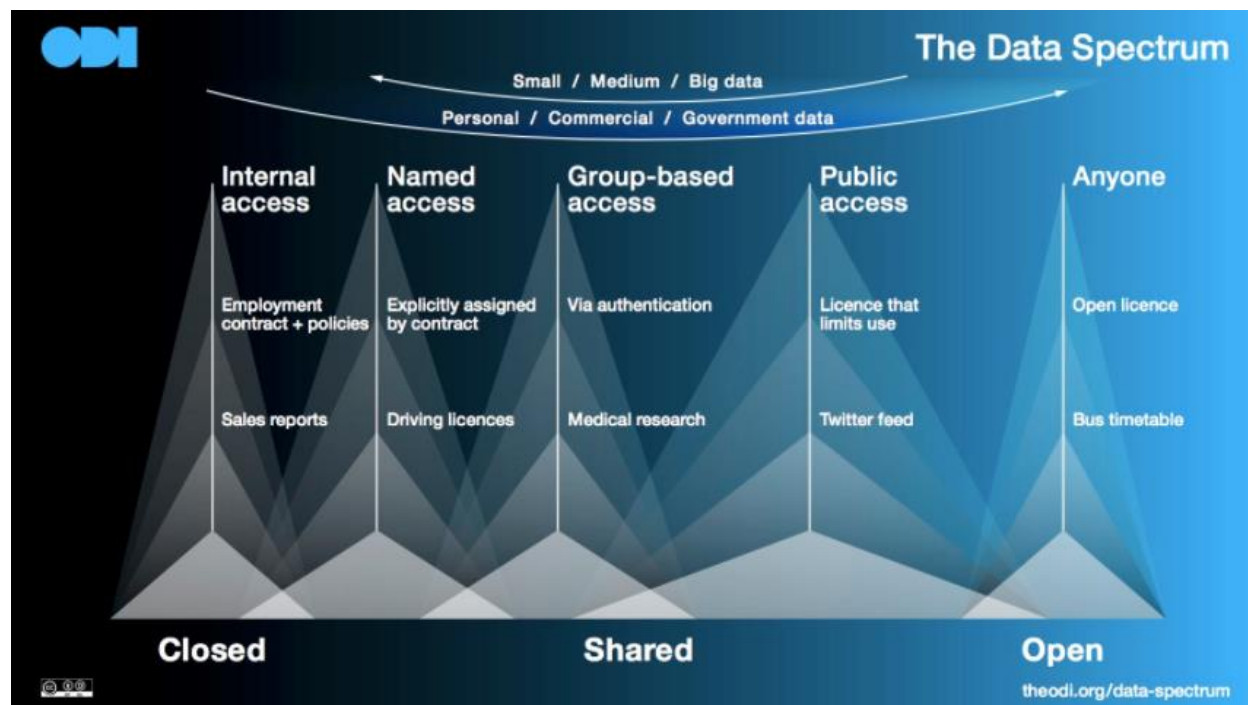 ODI
The Data Spectrum
Small / Medium / Big data
Personal / Commercial / Government data
Internal
access
Named
access
Group-based
access
Public
access
Anyone
Employment
contract + policies
Explicitly assigned
by contract
Via authentication
Licence that
limits use
Open licence
Sales reports
Driving licences
Medical research
Twitter feed
Bus timetable
Closed
Shared
Open
theodi.org/data-spectrum